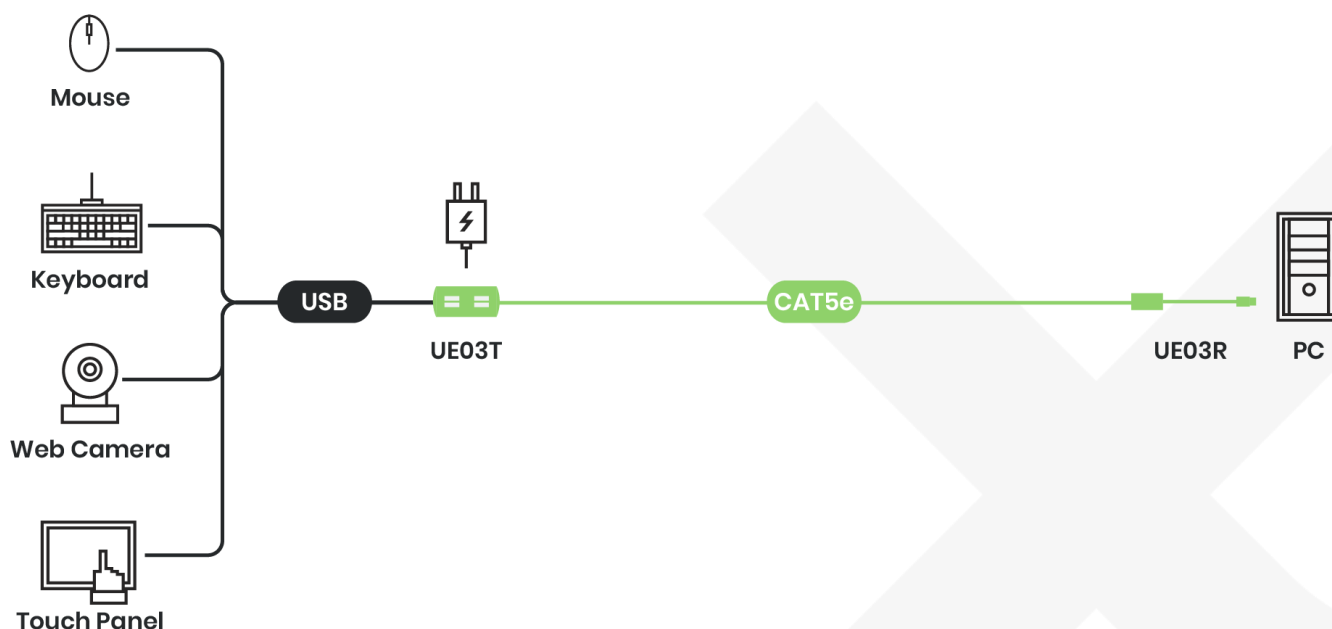 Mouse
Keyboard
USB
CAT5e
UE03T
UE03R
PC
Web Camera
Touch Panel